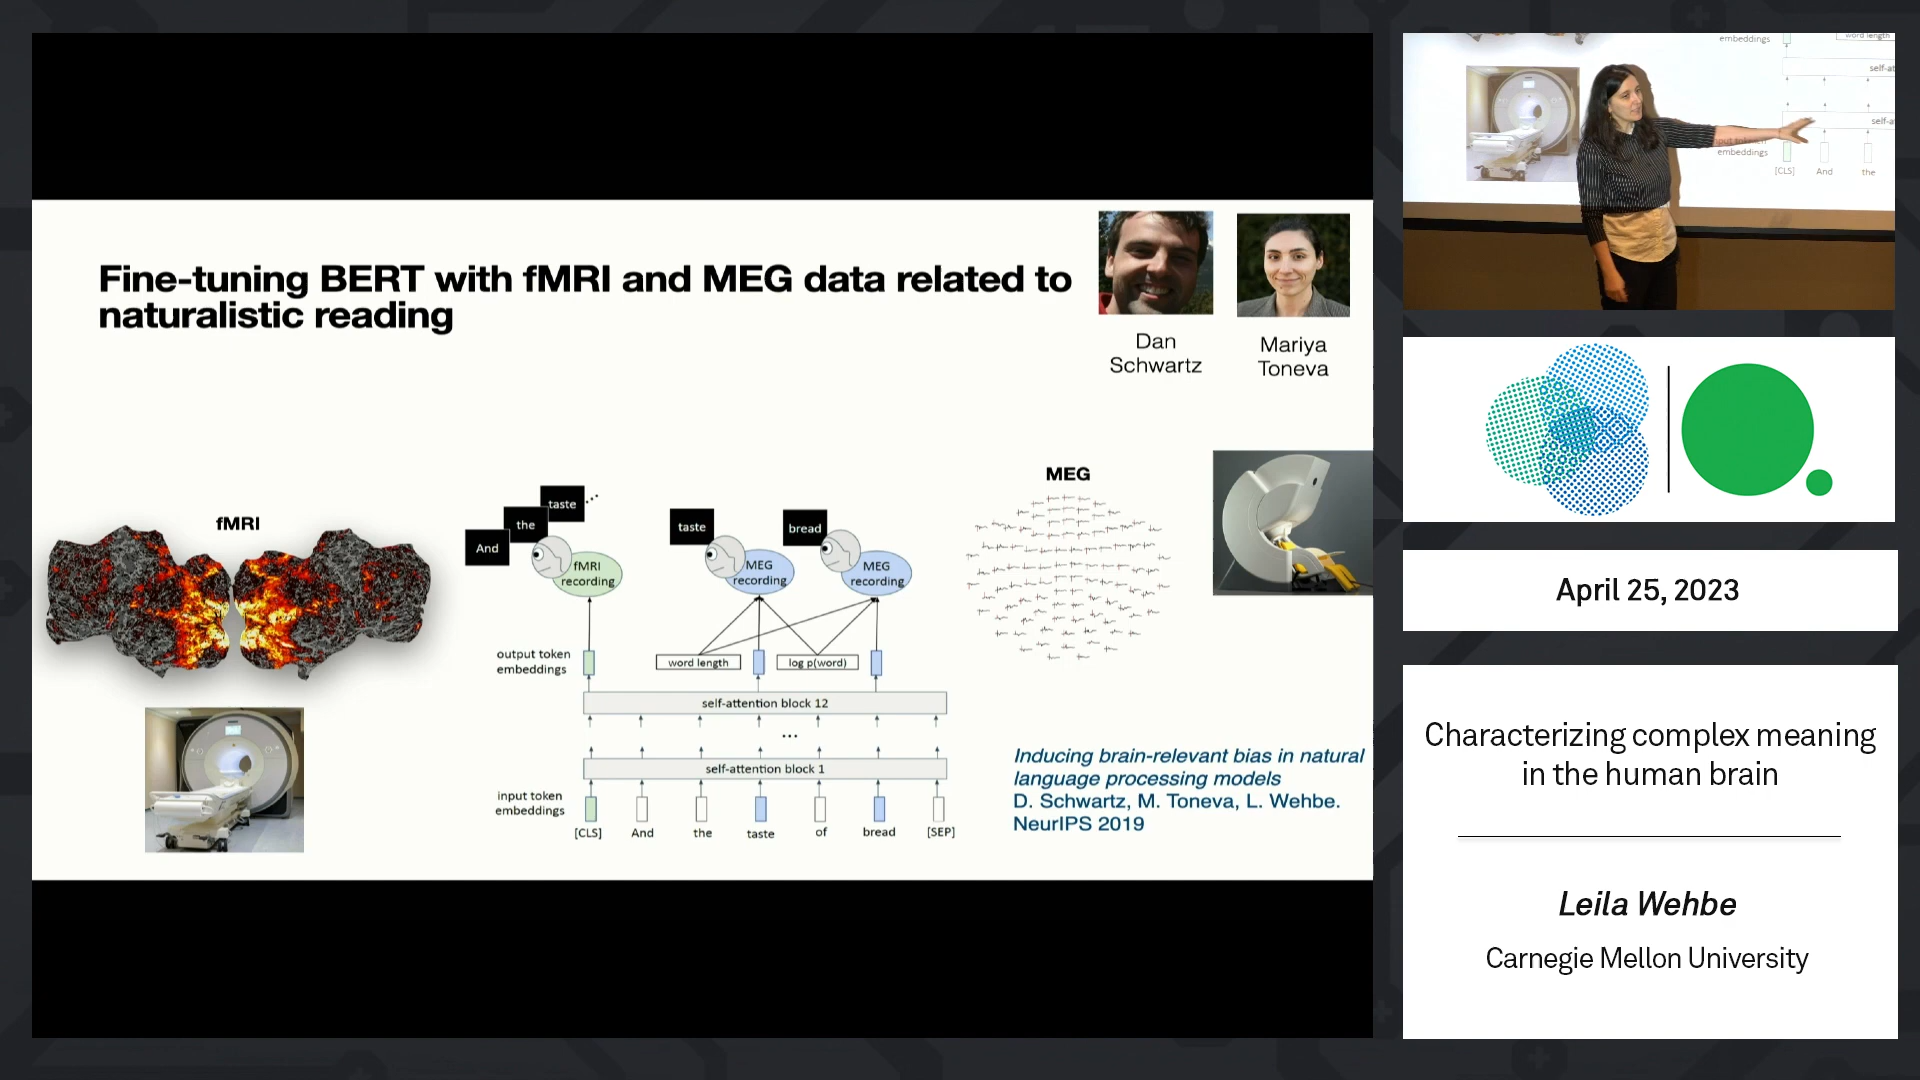 Fine-tuning BERT with fMRI and MEG data related to
naturalistic reading
Dan
Schwartz
Mariya
Toneva
fMRI
And
the
taste
fMRI
recording
taste
MEG
recording
bread
MEG
recording
MEG
output token
embeddings
word length
log p(word)
self-attention block 12
...
self-attention block 1
input token
embeddings
[CLS]
And
the
taste
of
bread
[SEP]
Inducing brain-relevant bias in natural
language processing models
D. Schwartz, M. Toneva, L. Wehbe.
NeurIPS 2019
embeddings
word length
self-at
self-a
input token
embeddings
[CLS]
And
the
April 25, 2023
Characterizing complex meaning
in the human brain
Leila Wehbe
Carnegie Mellon University